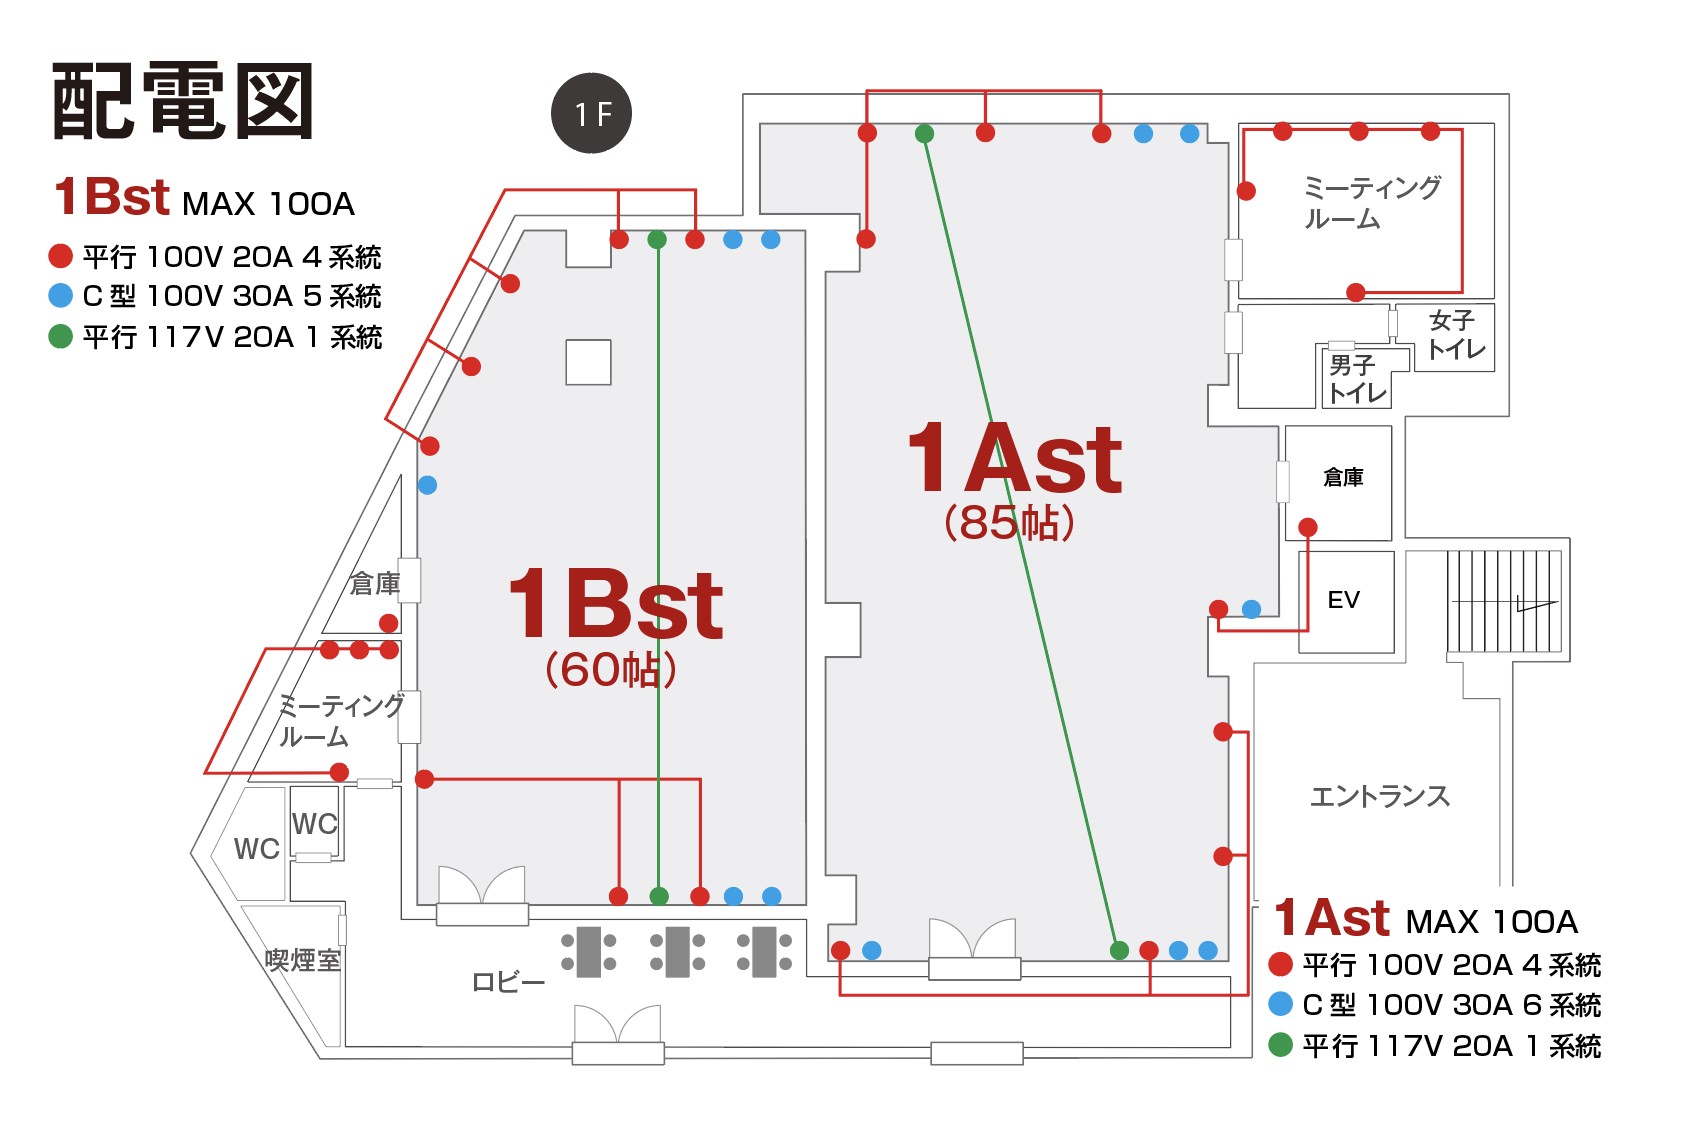 配電図
1F
1Bst MAX 100A
平行 100V 20A 4 系統
C 型 100V 30A 5 系統
平行 117V 20A 1 系統
ミーティング
ルーム
女子
トイレ
男子
トイレ
1Ast
(85帖)
倉庫
EV
1Bst
(60帖)
倉庫
ミーティング
ルーム
エントランス
WC
WC
喫煙室
ロビー
1Ast MAX 100A
平行 100V 20A 4 系統
C 型 100V 30A 6 系統
平行 117V 20A 1 系統